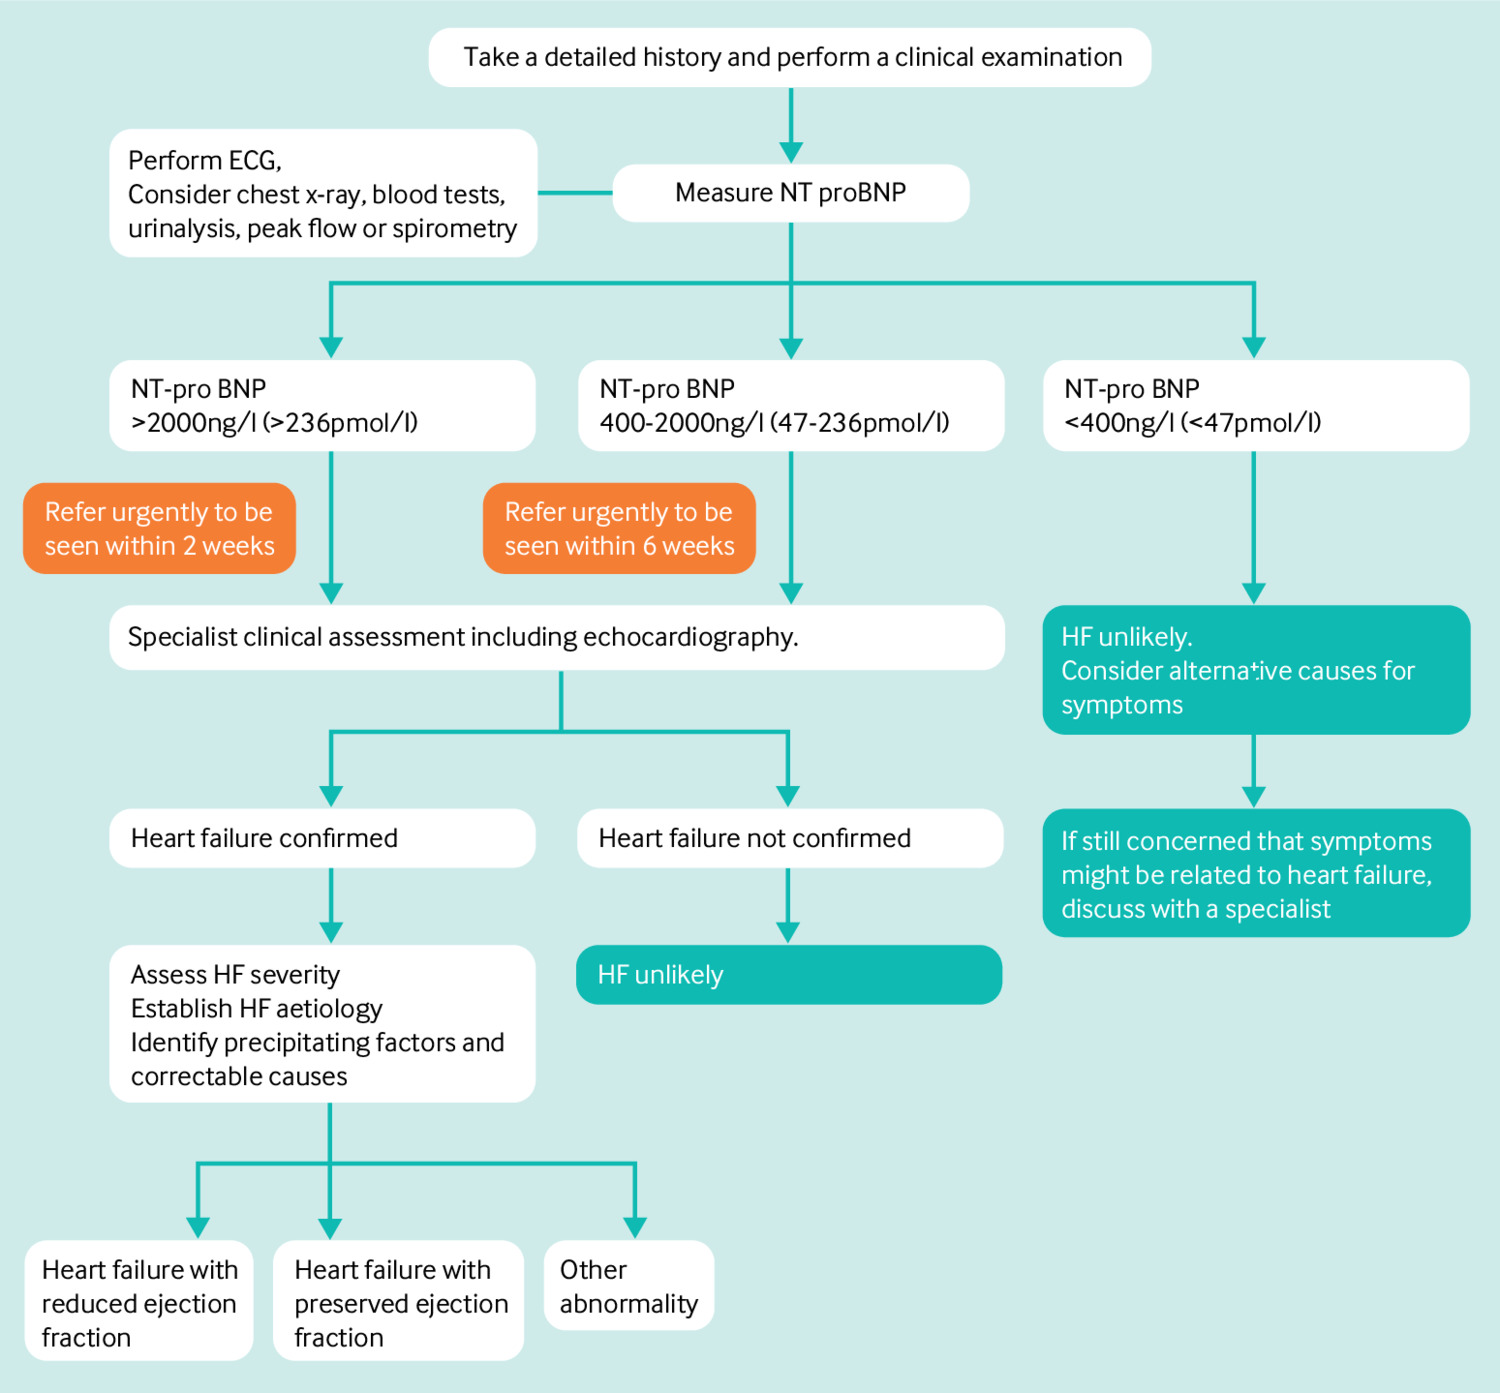 Take a detailed history and perform a clinical examination
Perform ECG,
Consider chest x-ray, blood tests,
urinalysis, peak flow or spirometry
Measure NT proBNP
NT-pro BNP
>2000ng/l (>236pmol/l)
NT-pro BNP
400-2000ng/l (47-236pmol/l)
NT-pro BNP
<400ng/l (<47pmol/l)
Refer urgently to be
seen within 2 weeks
Refer urgently to be
seen within 6 weeks
Specialist clinical assessment including echocardiography.
HF unlikely.
Consider alternative causes for
symptoms
Heart failure confirmed
Heart failure not confirmed
If still concerned that symptoms
might be related to heart failure,
discuss with a specialist
Assess HF severity
Establish HF aetiology
Identify precipitating factors and
correctable causes
HF unlikely
Heart failure with
reduced ejection
fraction
Heart failure with
preserved ejection
fraction
Other
abnormality